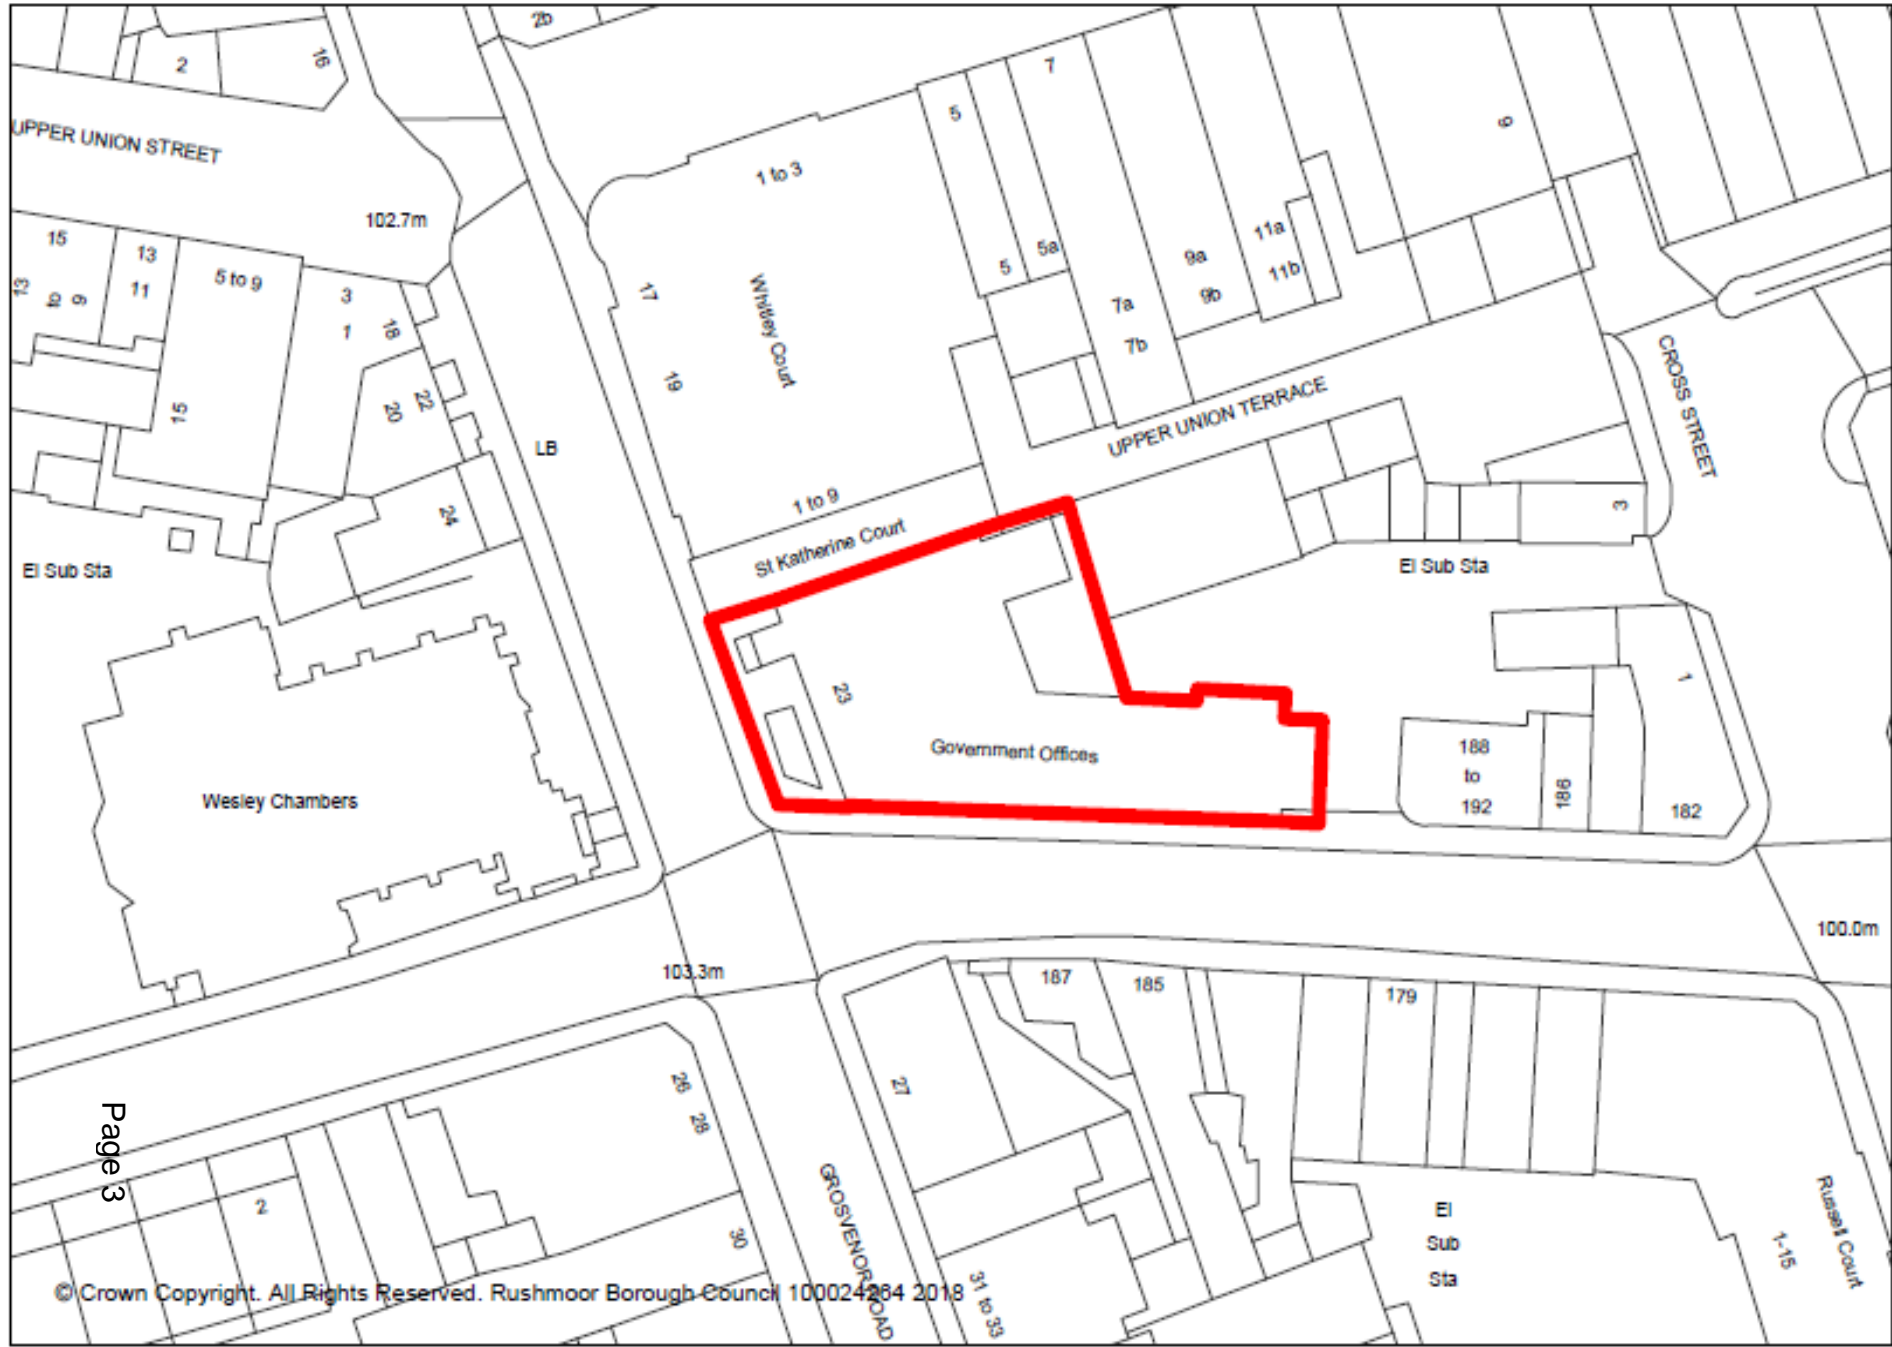 2b
2
16
7
5
UPPER UNION STREET
1 to 3
9
102.7m
15
13
5 to 9
11
13
to
9
3
1
18
17
Whitley Court
5
5a
9a
9b
11a
11b
7a
7b
19
20
22
15
LB
UPPER UNION TERRACE
CROSS STREET
24
1 to 9
St Katherine Court
3
El Sub Sta
El Sub Sta
23
1
Government Offices
188
to
192
186
182
Wesley Chambers
100.0m
103.3m
187
185
179
26
28
27
Page 3
2
30
GROSVENOR ROAD
31 to 33
El
Sub
Sta
1-15
Russell Court
© Crown Copyright. All Rights Reserved. Rushmoor Borough Council 100024264 2018